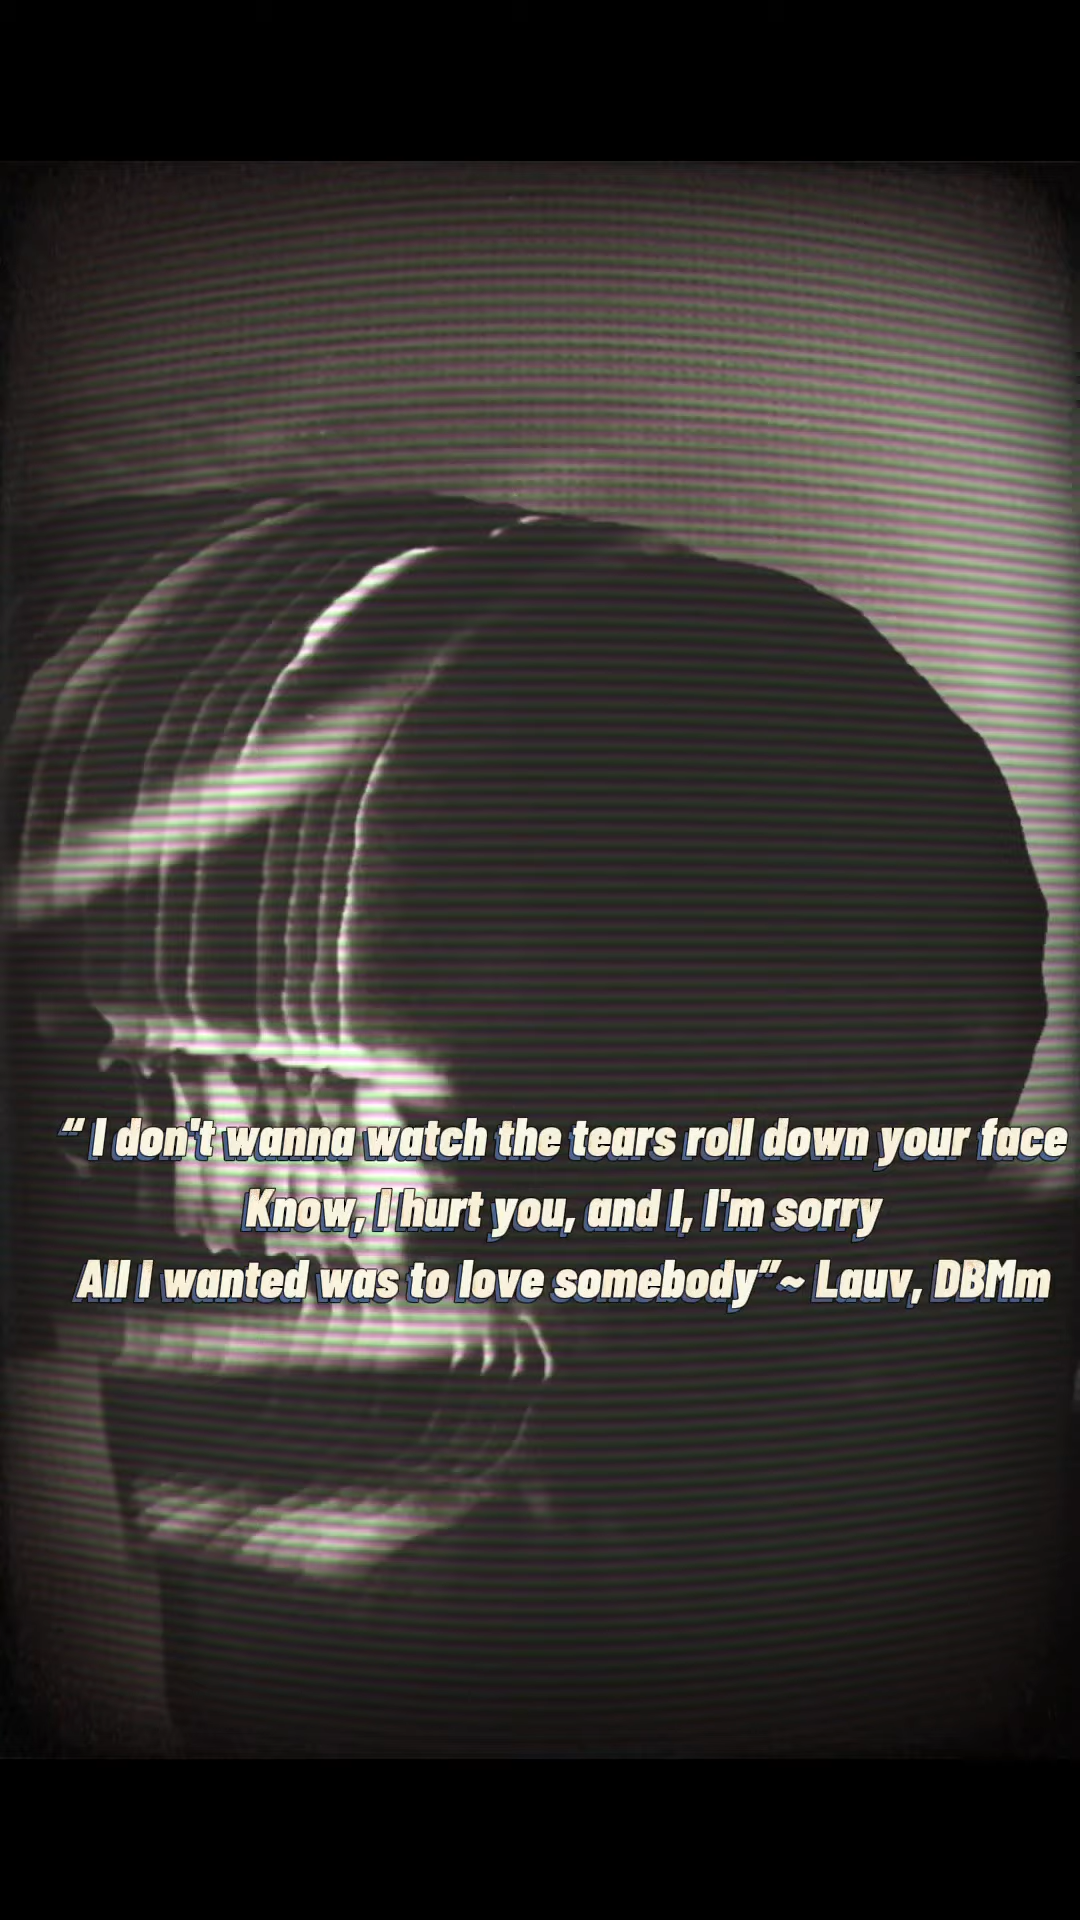 “ I don't wanna watch the tears roll down your face
Know, I hurt you, and I, I'm sorry
All I wanted was to love somebody”~ Lauv, DBMm